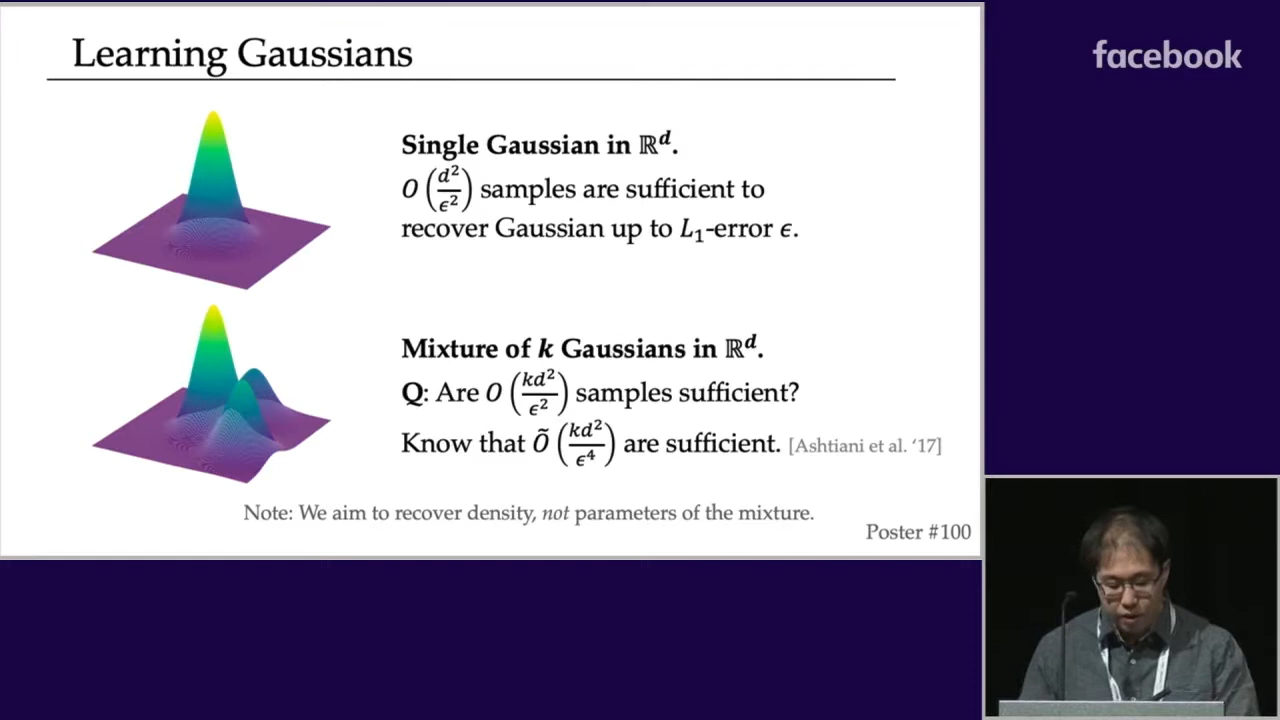 Learning Gaussians
facebook
Single Gaussian in ℝᵈ.
O(d²/ϵ²) samples are sufficient to
recover Gaussian up to L₁-error ϵ.
Mixture of k Gaussians in ℝᵈ.
Q: Are O(kd²/ϵ²) samples sufficient?
Know that Õ(kd²/ϵ⁴) are sufficient. [Ashtiani et al. ‘17]
Note: We aim to recover density, not parameters of the mixture.
Poster #100